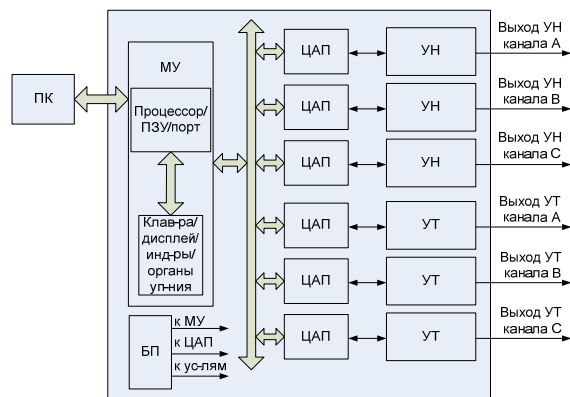 ПК
МУ
Процессор/
ПЗУ/порт
Клав-ра/
дисплей/
инд-ры/
органы
уп-ния
БП
к МУ
к ЦАП
к ус-лям
ЦАП
УН
Выход УН
канала А
ЦАП
УН
Выход УН
канала В
ЦАП
УН
Выход УН
канала С
ЦАП
УТ
Выход УТ
канала А
ЦАП
УТ
Выход УТ
канала В
ЦАП
УТ
Выход УТ
канала С